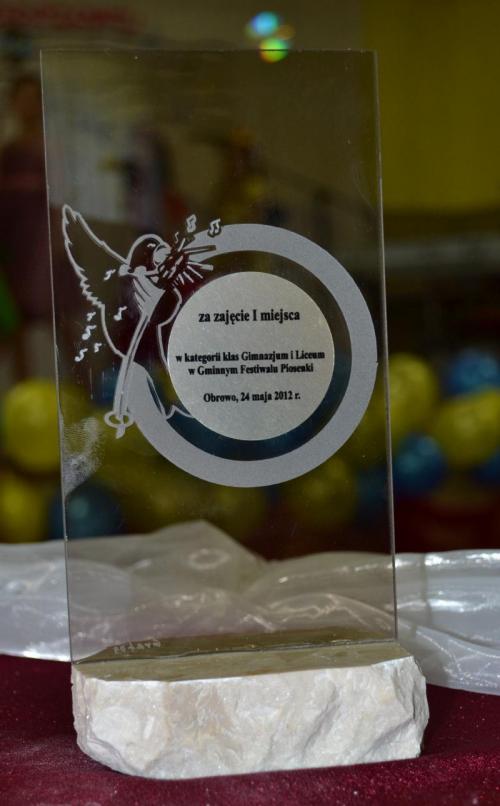 za zajęcie I miejsca
w kategorii klas Gimnazjum i Liceum
w Gminnym Festiwalu Piosenki
Obrowo, 24 maja 2012 r.